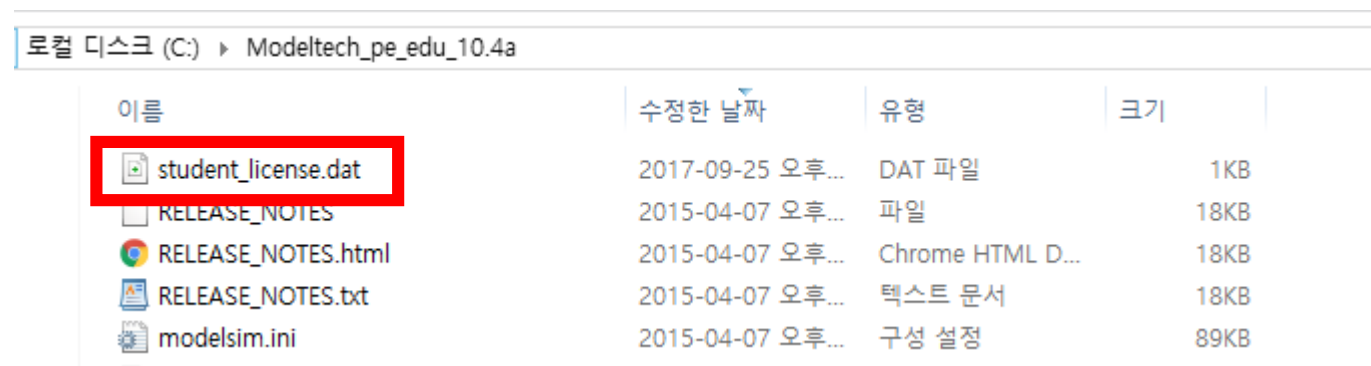 로컬 디스크 (C:) ▸ Modeltech_pe_edu_10.4a
이름 수정한 날짜 유형 크기
student_license.dat 2017-09-25 오후... DAT 파일 1KB
RELEASE_NOTES 2015-04-07 오후... 파일 18KB
RELEASE_NOTES.html 2015-04-07 오후... Chrome HTML D... 18KB
RELEASE_NOTES.txt 2015-04-07 오후... 텍스트 문서 18KB
modelsim.ini 2015-04-07 오후... 구성 설정 89KB